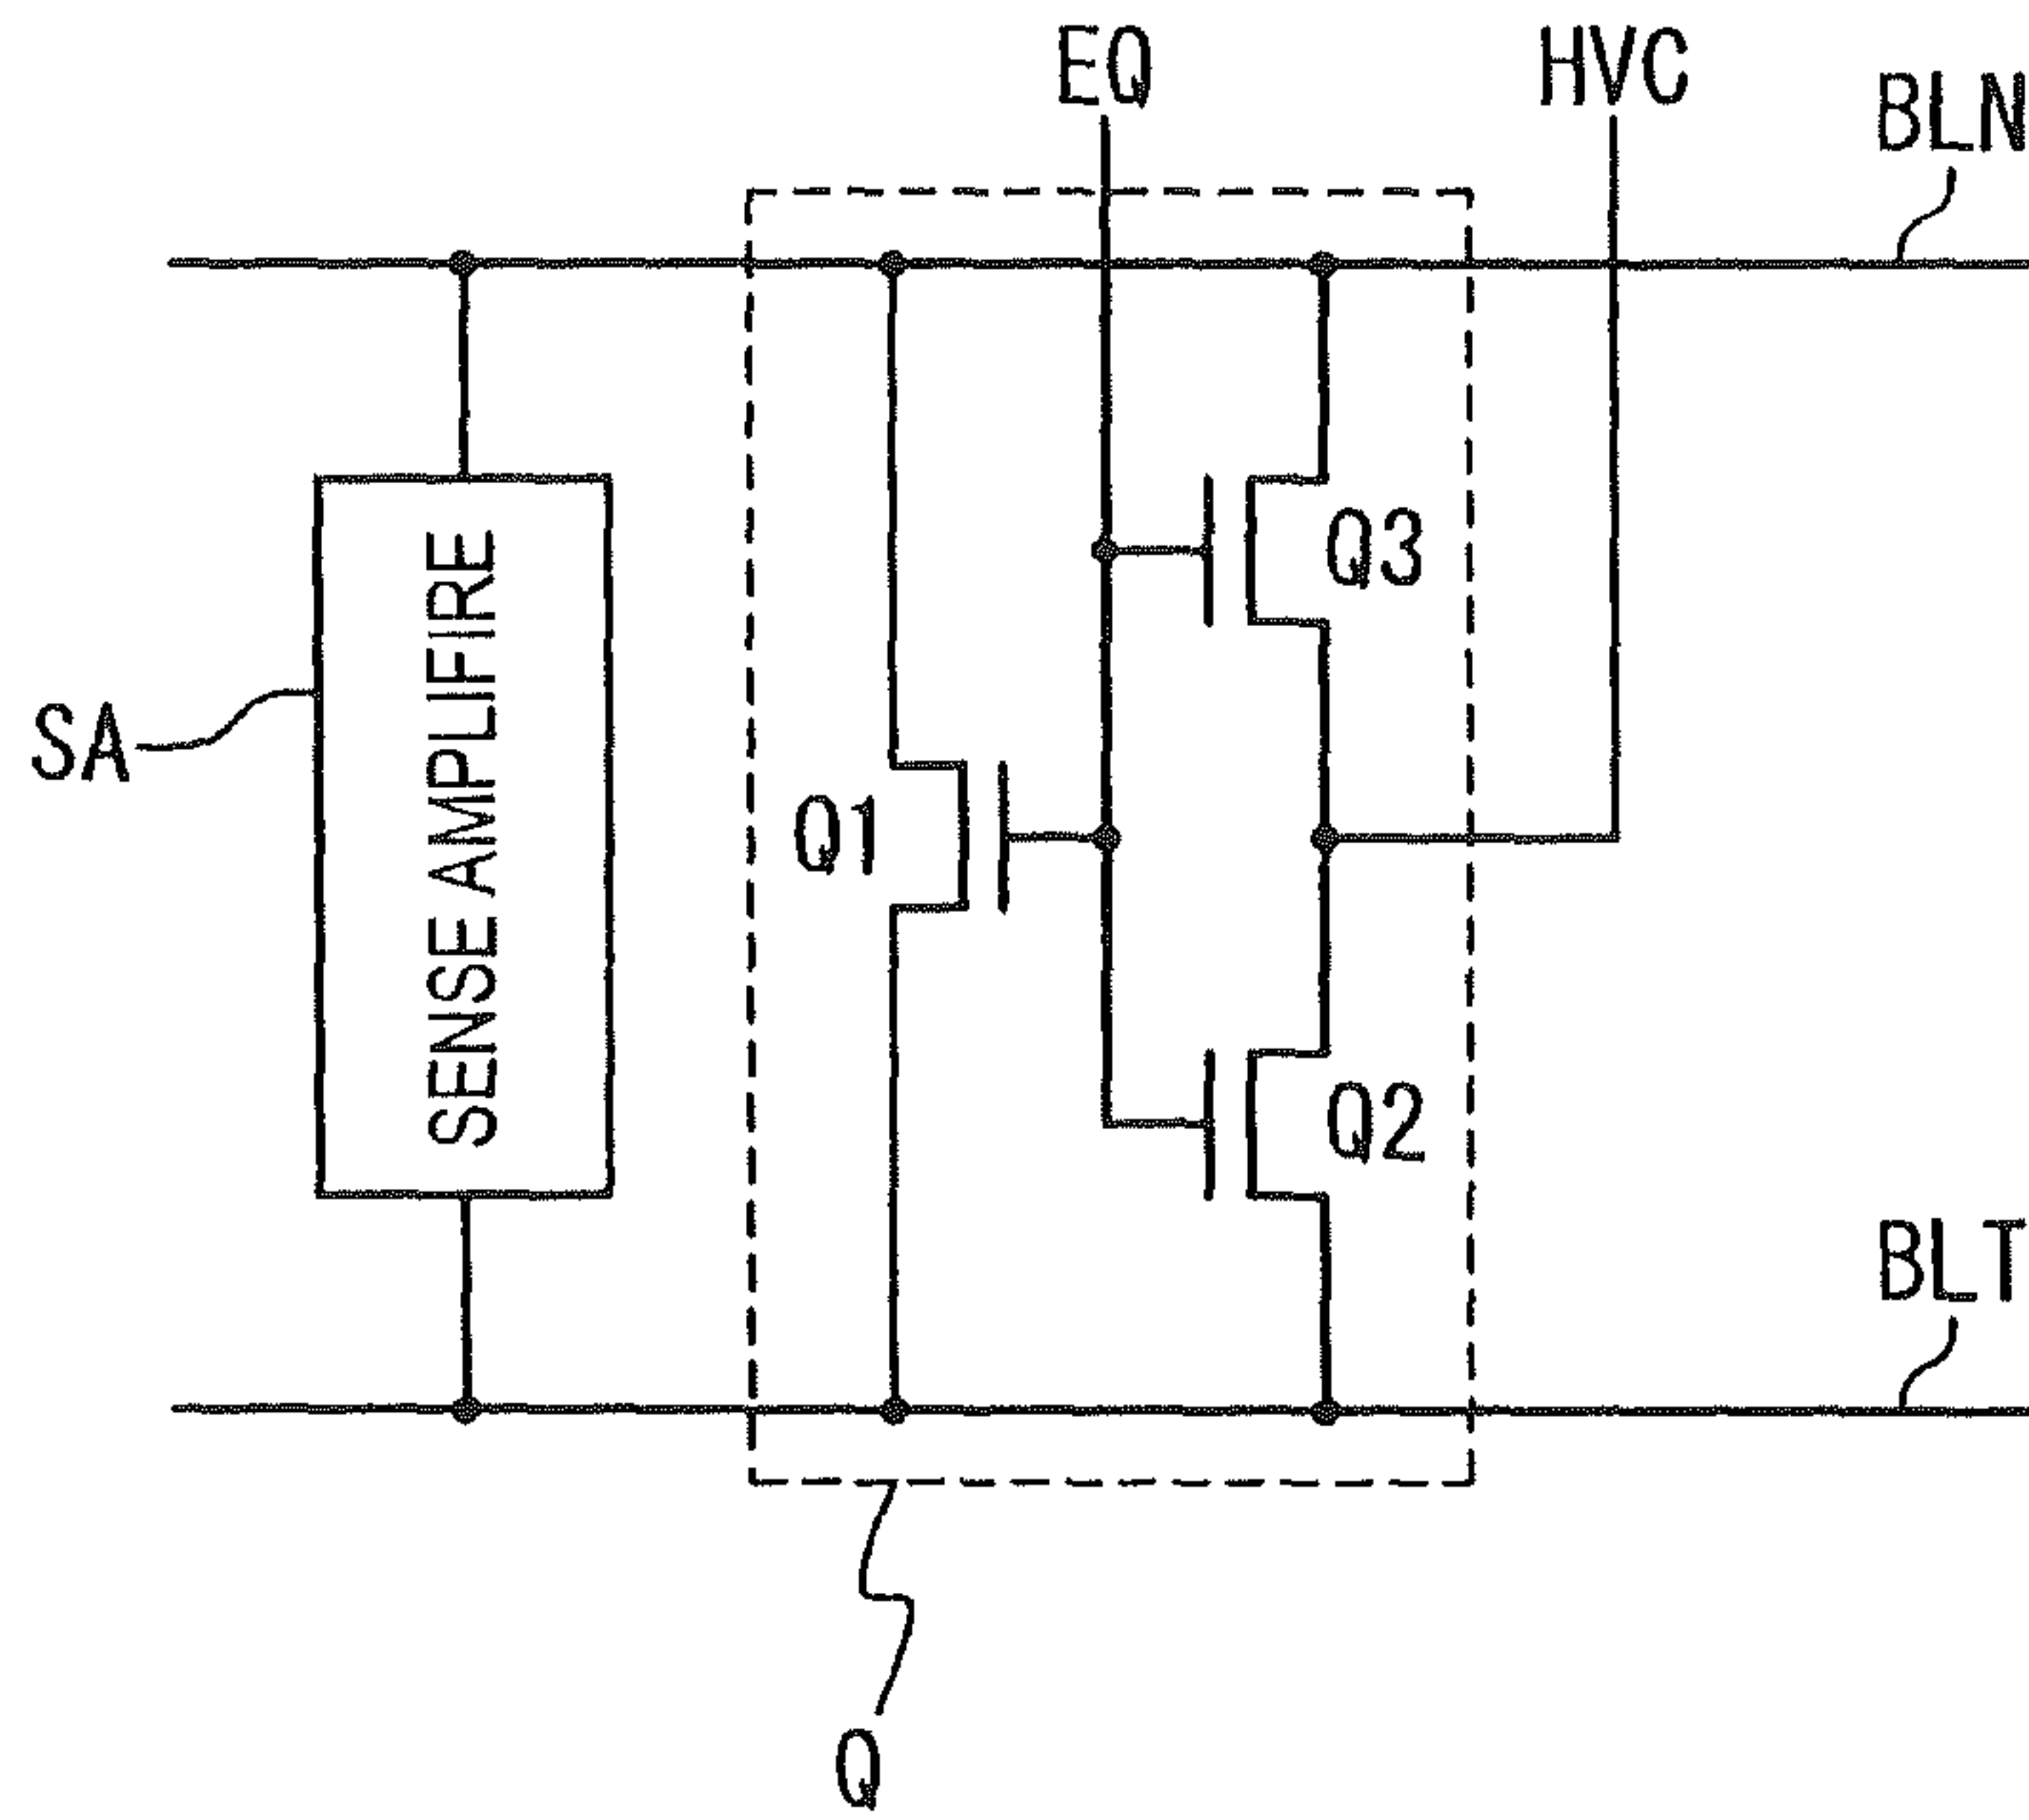 EQ
HVC
BLN
Q3
SA
SENSE AMPLIFIRE
Q1
Q2
BLT
Q